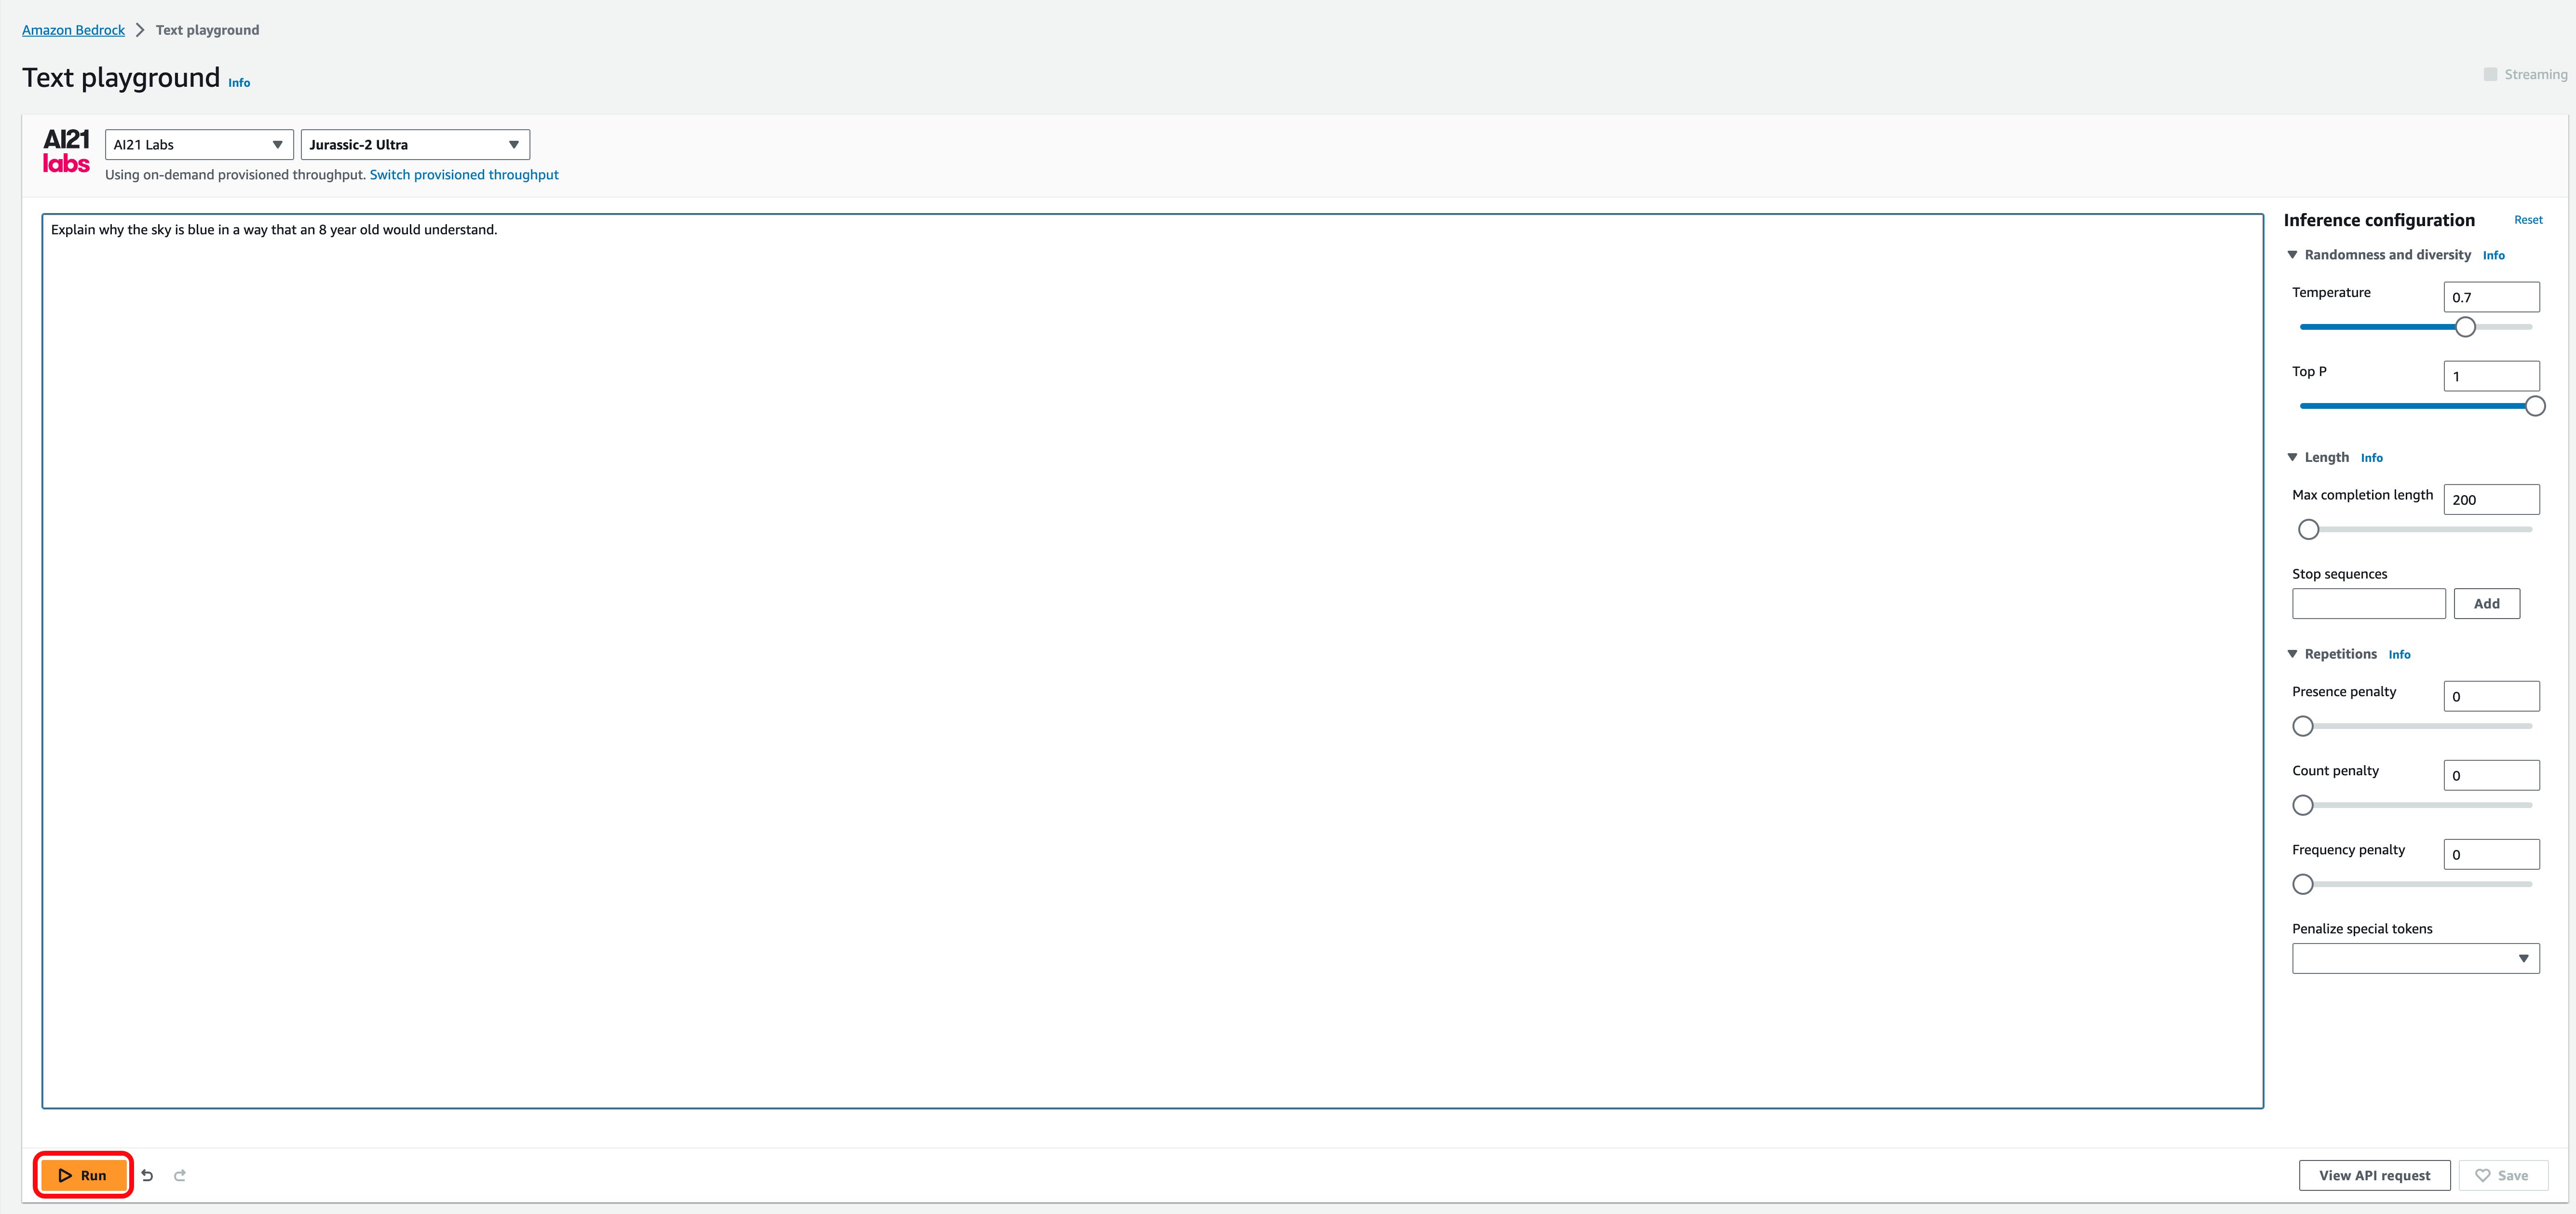 Amazon Bedrock > Text playground
Text playground Info
Streaming
AI21 labs
AI21 Labs
Jurassic-2 Ultra
Using on-demand provisioned throughput. Switch provisioned throughput
Explain why the sky is blue in a way that an 8 year old would understand.
Inference configuration Reset
Randomness and diversity Info
Temperature 0.7
Top P 1
Length Info
Max completion length 200
Stop sequences
Add
Repetitions Info
Presence penalty 0
Count penalty 0
Frequency penalty 0
Penalize special tokens
Run
View API request
Save